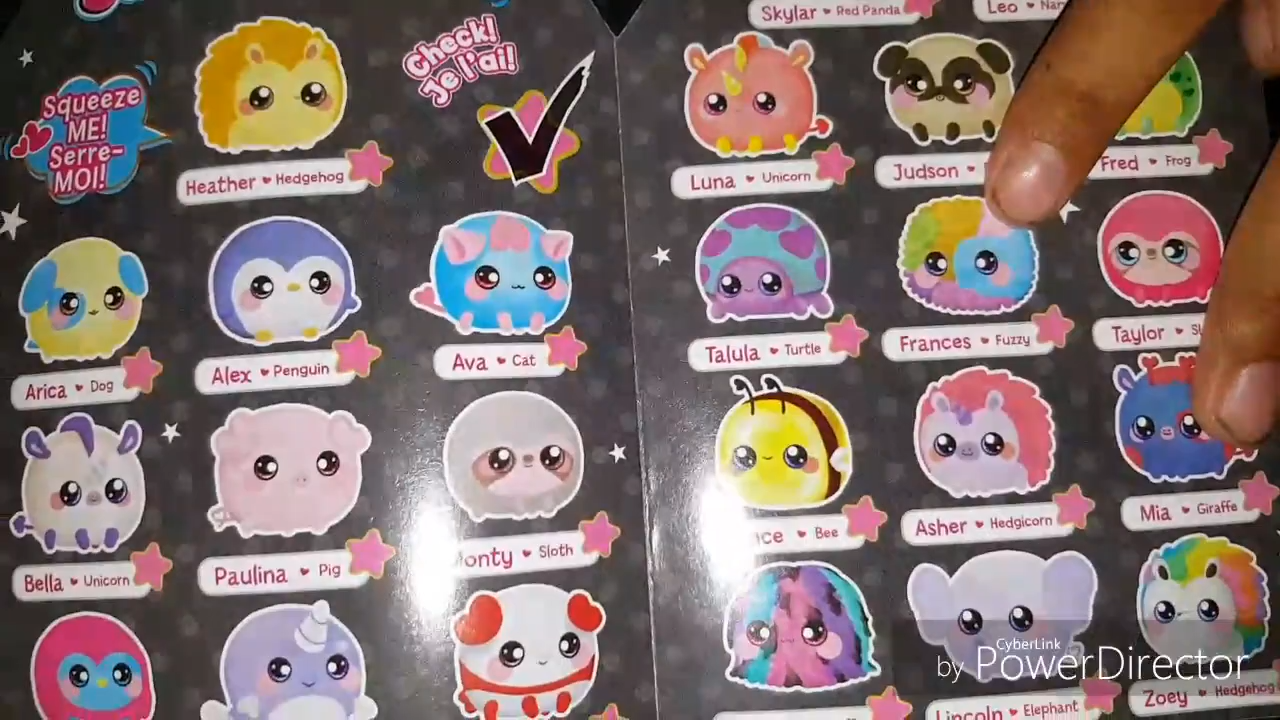 Squeeze
ME!
Serre-
MOI!
Heather Hedgehog
Check!
Je l'ai!
Arica Dog
Alex Penguin
Ava Cat
Bella Unicorn
Paulina Pig
Sloth
Skylar Red Panda
Leo
Luna Unicorn
Judson
Fred Frog
Talula Turtle
Frances Fuzzy
Taylor
Bee
Asher Hedgicorn
Mia Giraffe
Lincoln Elephant
Zoey Hedgehog
CyberLink
by PowerDirector